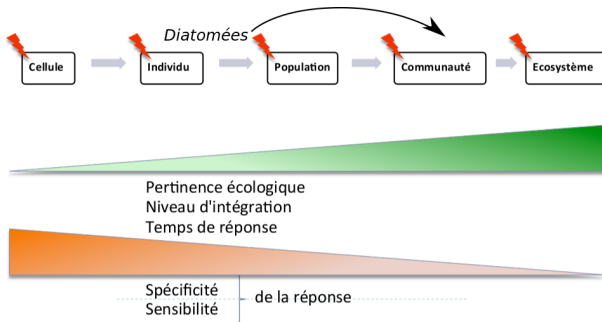 Diatomées
Cellule Individu Population Communauté Ecosystème
Pertinence écologique
Niveau d'intégration
Temps de réponse
Spécificité
de la réponse
Sensibilité